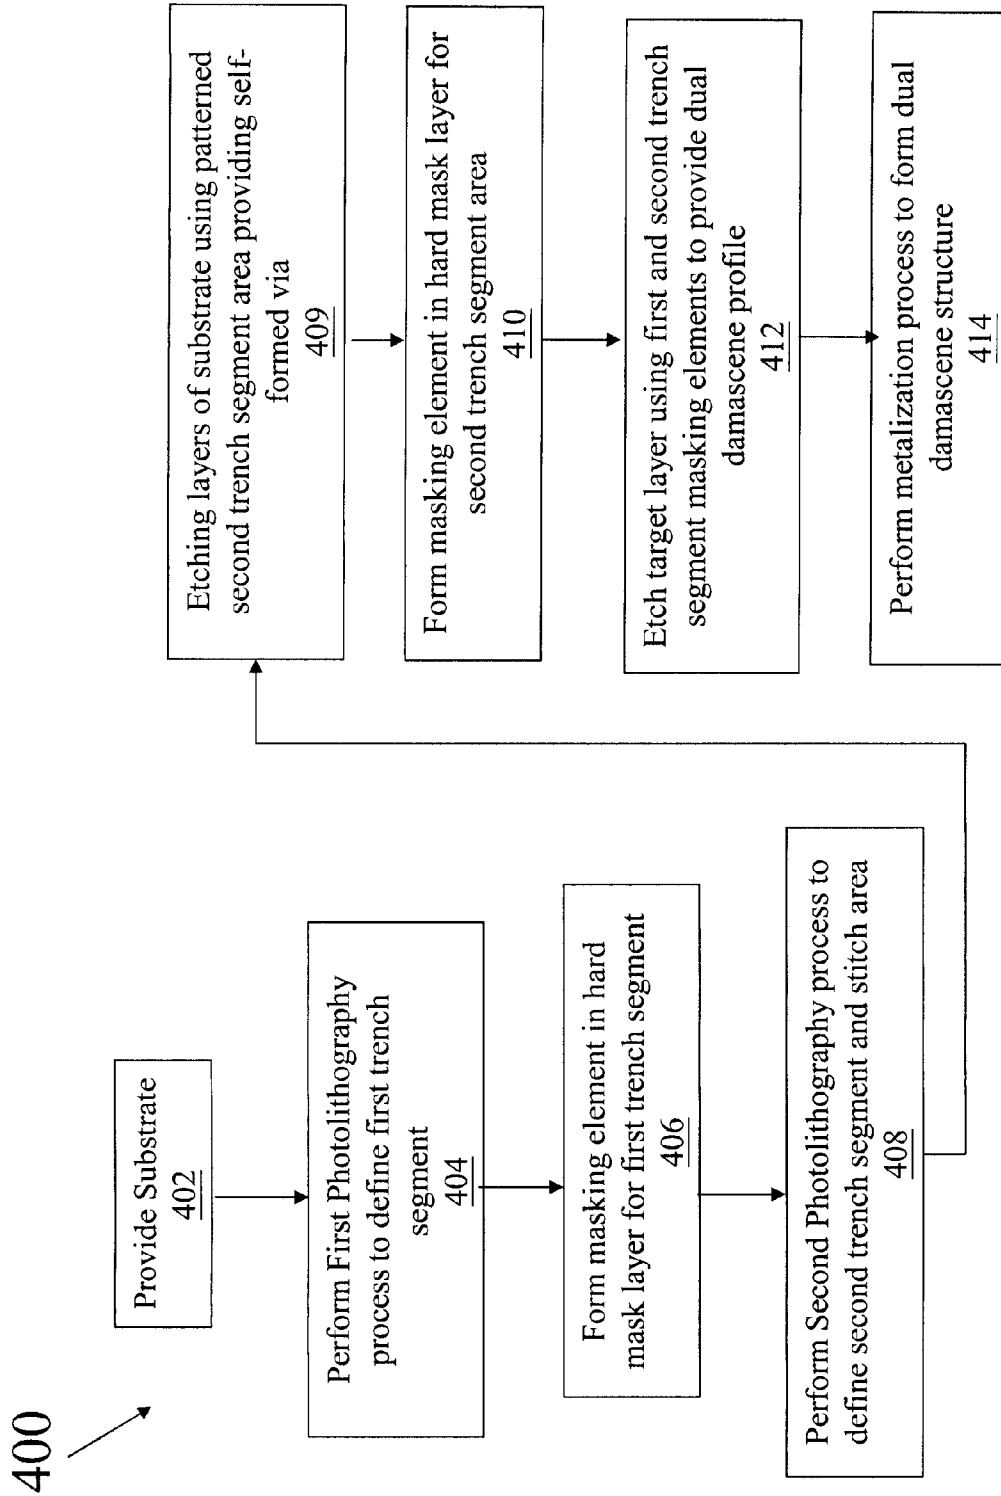 400
Provide Substrate
402
Perform First Photolithography
process to define first trench
segment
404
Form masking element in hard
mask layer for first trench segment
406
Perform Second Photolithography process to
define second trench segment and stitch area
408
Etching layers of substrate using patterned
second trench segment area providing self-
formed via
409
Form masking element in hard mask layer for
second trench segment area
410
Etch target layer using first and second trench
segment masking elements to provide dual
damascene profile
412
Perform metalization process to form dual
damascene structure
414